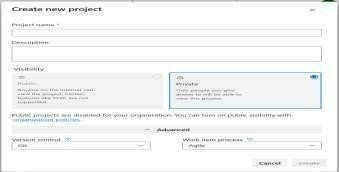 Create new project
Project name *
Description
Visibility
Public
Anyone on the internet can
view the project. Certain
features like TFVC are not
supported.
Private
Only people you give
access to will be able to
view this project.
Public projects are disabled for your organization. You can turn on public visibility with
organization policies.
Advanced
Version control
Work item process
Git
Agile
Cancel
Create